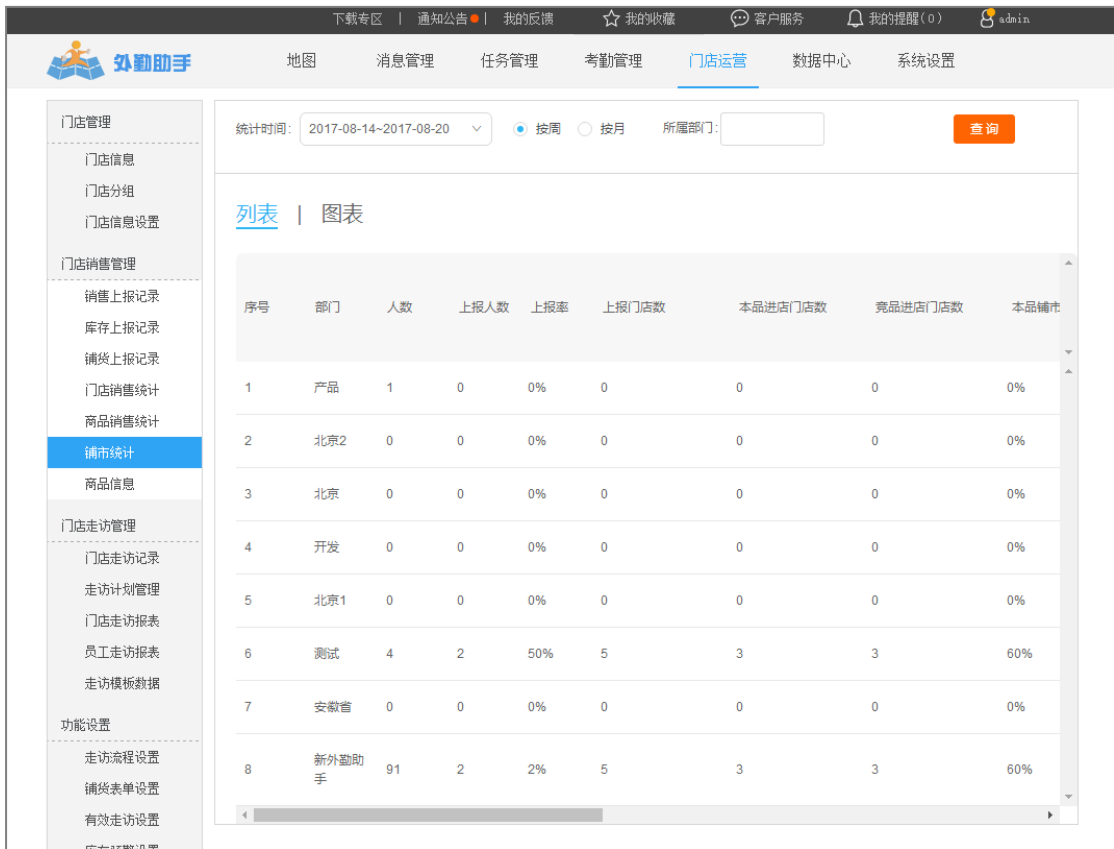 下载专区 | 通知公告 | 我的反馈 我的收藏 客户服务 我的提醒(0) admin
外勤助手 地图 消息管理 任务管理 考勤管理 门店运营 数据中心 系统设置
门店管理
门店信息
门店分组
门店信息设置
门店销售管理
销售上报记录
库存上报记录
铺货上报记录
门店销售统计
商品销售统计
铺市统计
商品信息
门店走访管理
门店走访记录
走访计划管理
门店走访报表
员工走访报表
走访模板数据
功能设置
走访流程设置
铺货表单设置
有效走访设置
统计时间: 2017-08-14~2017-08-20 按周 按月 所属部门: 查询
列表 | 图表
序号 部门 人数 上报人数 上报率 上报门店数 本品进店门店数 竞品进店门店数 本品铺市
1 产品 1 0 0% 0 0 0 0%
2 北京2 0 0 0% 0 0 0 0%
3 北京 0 0 0% 0 0 0 0%
4 开发 0 0 0% 0 0 0 0%
5 北京1 0 0 0% 0 0 0 0%
6 测试 4 2 50% 5 3 3 60%
7 安徽省 0 0 0% 0 0 0 0%
8 新外勤助手 91 2 2% 5 3 3 60%